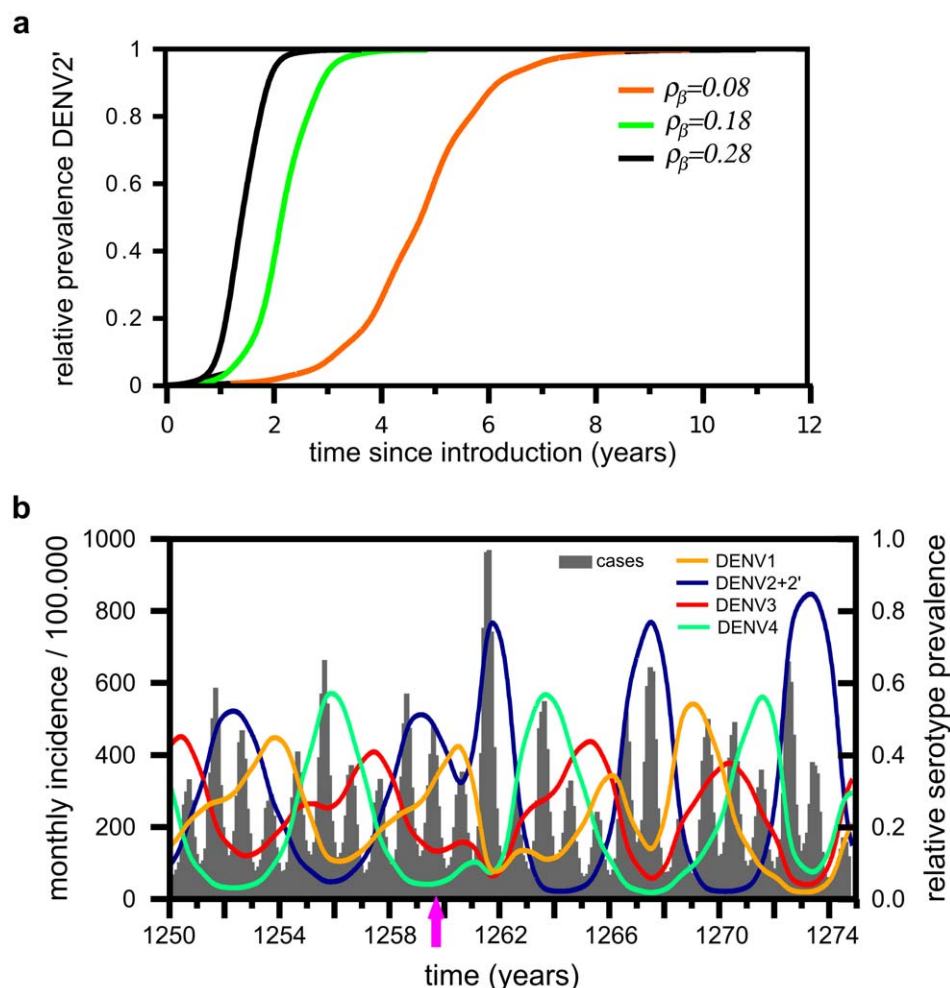 a
relative prevalence DENV2'
1
0.8
0.6
0.4
0.2
0
ρβ=0.08
ρβ=0.18
ρβ=0.28
0 2 4 6 8 10 12
time since introduction (years)
b
monthly incidence / 100.000
1000
800
600
400
200
0
cases
DENV1
DENV2+2'
DENV3
DENV4
1.0
0.8
0.6
0.4
0.2
0.0
relative serotype prevalence
1250 1254 1258 1262 1266 1270 1274
time (years)